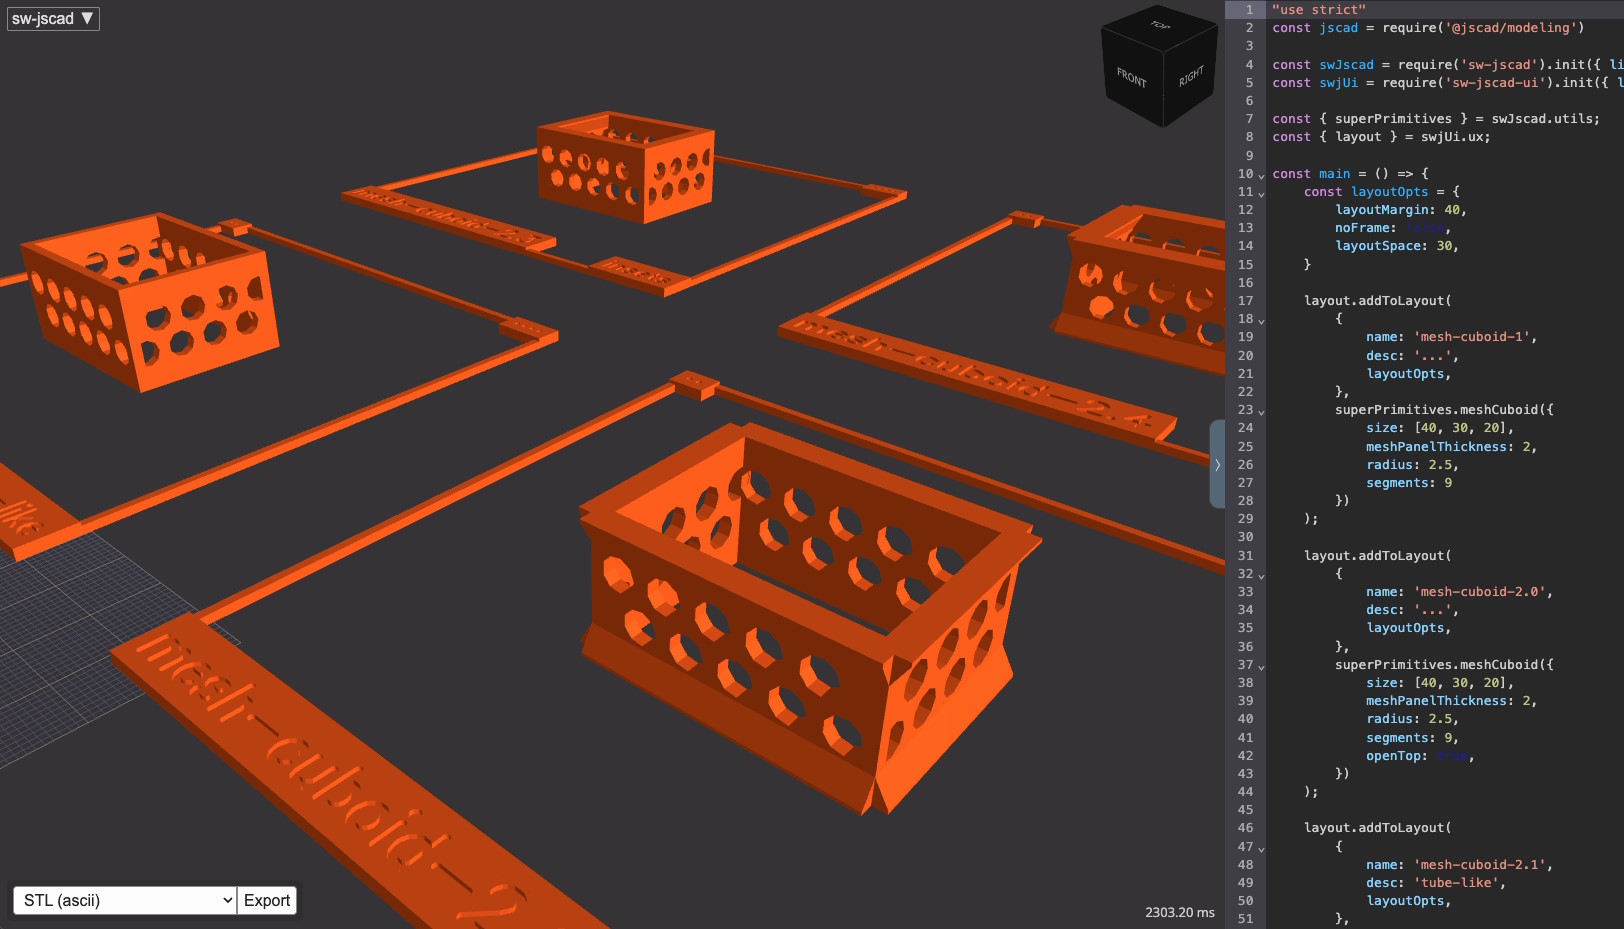 sw-jscad ▼
TOP
FRONT
RIGHT
mesh-cuboid-2.3
mesh-cuboid-2.4
like
mesh-cuboid-2
STL (ascii)
Export
2303.20 ms
1 "use strict"
2 const jscad = require('@jscad/modeling')
3
4 const swJscad = require('sw-jscad').init({ li
5 const swjUi = require('sw-jscad-ui').init({ l
6
7 const { superPrimitives } = swJscad.utils;
8 const { layout } = swjUi.ux;
9
10 const main = () => {
11 const layoutOpts = {
12 layoutMargin: 40,
13 noFrame: false,
14 layoutSpace: 30,
15 }
16
17 layout.addToLayout(
18 {
19 name: 'mesh-cuboid-1',
20 desc: '...',
21 layoutOpts,
22 },
23 superPrimitives.meshCuboid({
24 size: [40, 30, 20],
25 meshPanelThickness: 2,
26 radius: 2.5,
27 segments: 9
28 })
29 );
30
31 layout.addToLayout(
32 {
33 name: 'mesh-cuboid-2.0',
34 desc: '...',
35 layoutOpts,
36 },
37 superPrimitives.meshCuboid({
38 size: [40, 30, 20],
39 meshPanelThickness: 2,
40 radius: 2.5,
41 segments: 9,
42 openTop: true,
43 })
44 );
45
46 layout.addToLayout(
47 {
48 name: 'mesh-cuboid-2.1',
49 desc: 'tube-like',
50 layoutOpts,
51 },